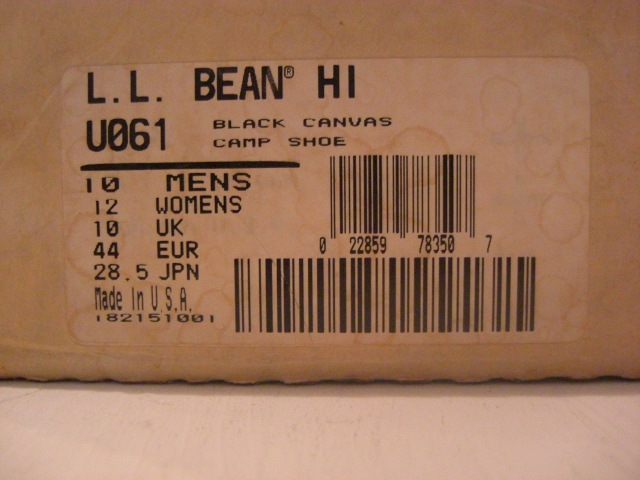 L.L. BEAN® HI
U061 BLACK CANVAS
CAMP SHOE
10 MENS
12 WOMENS
10 UK
44 EUR
28.5 JPN
0 22859 78350 7
Made In U.S.A.
182151001